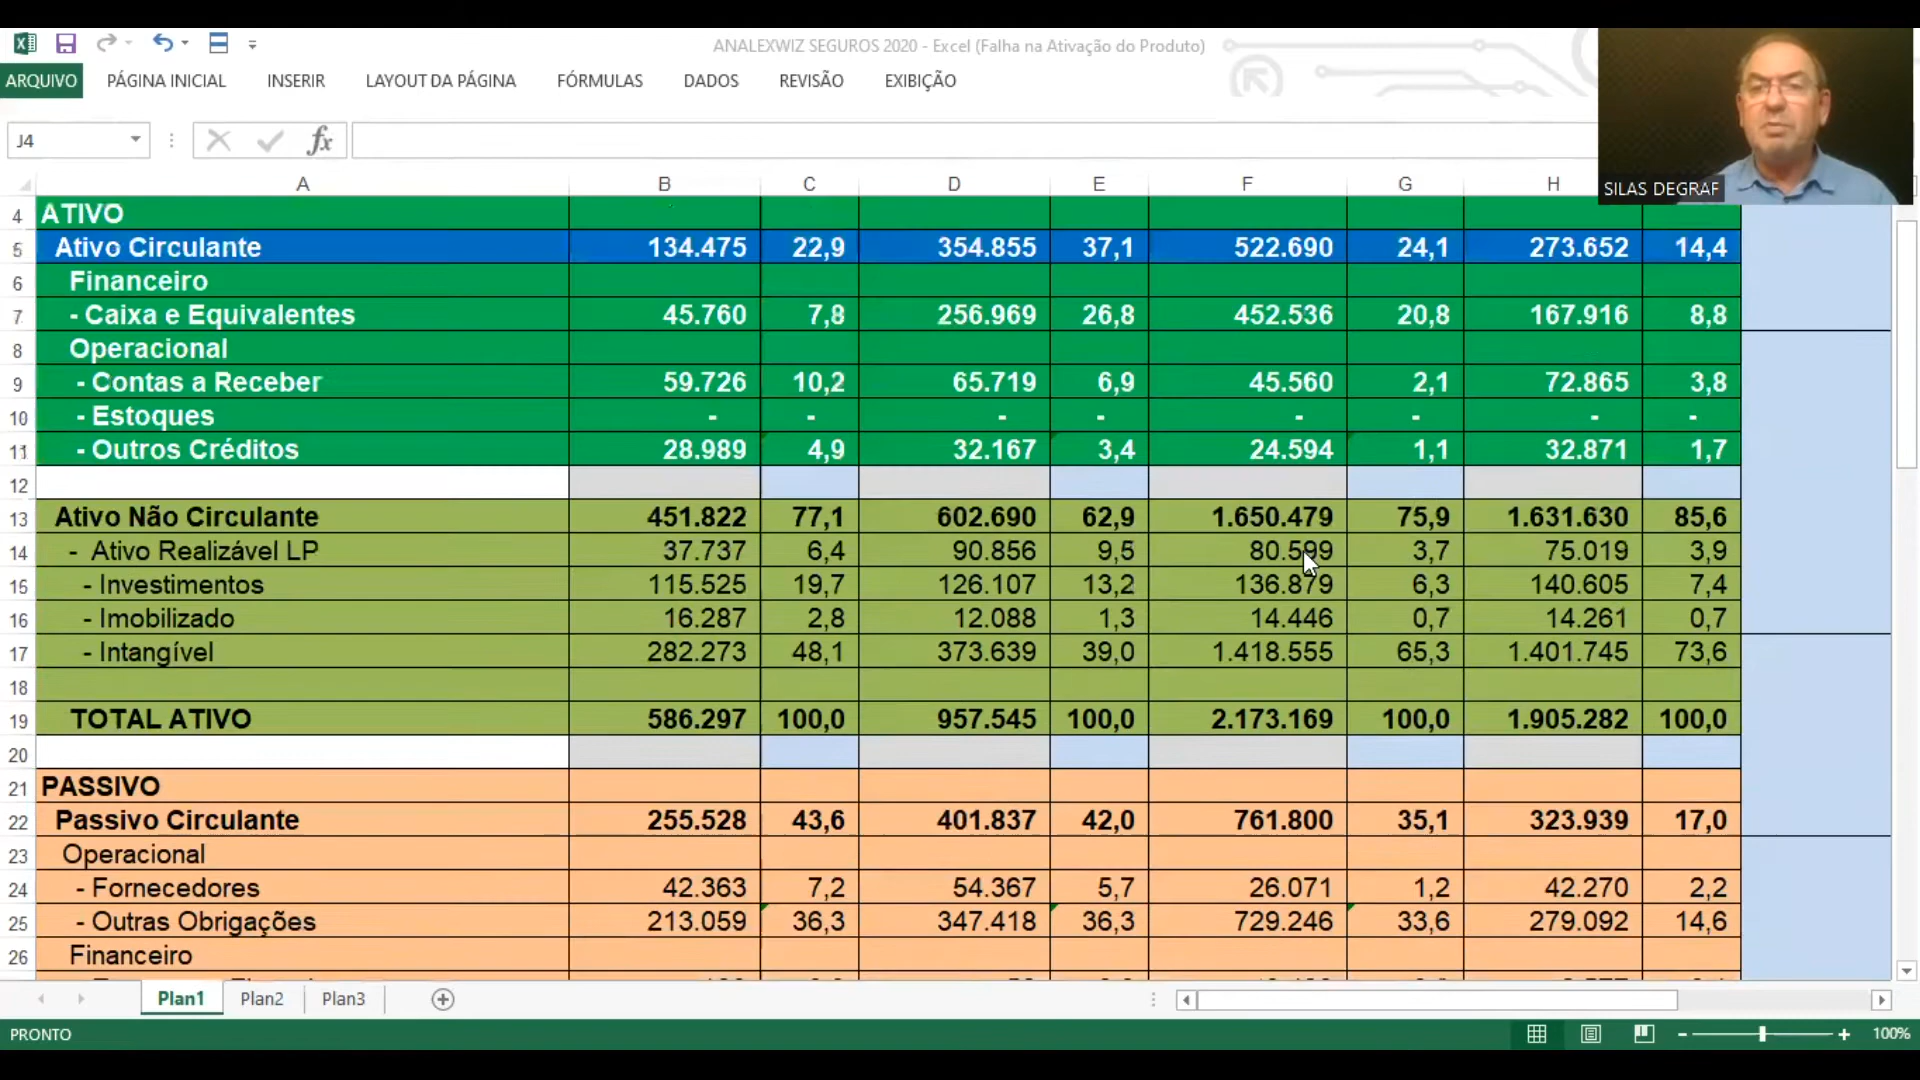 ANALEXWIZ SEGUROS 2020 - Excel (Falha na Ativação do Produto)
ARQUIVO PÁGINA INICIAL INSERIR LAYOUT DA PÁGINA FÓRMULAS DADOS REVISÃO EXIBIÇÃO
J4 fx
SILAS DEGRAF
A B C D E F G H
4 ATIVO
5 Ativo Circulante 134.475 22,9 354.855 37,1 522.690 24,1 273.652 14,4
6 Financeiro
7 - Caixa e Equivalentes 45.760 7,8 256.969 26,8 452.536 20,8 167.916 8,8
8 Operacional
9 - Contas a Receber 59.726 10,2 65.719 6,9 45.560 2,1 72.865 3,8
10 - Estoques - - - - - - - -
11 - Outros Créditos 28.989 4,9 32.167 3,4 24.594 1,1 32.871 1,7
12
13 Ativo Não Circulante 451.822 77,1 602.690 62,9 1.650.479 75,9 1.631.630 85,6
14 - Ativo Realizável LP 37.737 6,4 90.856 9,5 80.599 3,7 75.019 3,9
15 - Investimentos 115.525 19,7 126.107 13,2 136.879 6,3 140.605 7,4
16 - Imobilizado 16.287 2,8 12.088 1,3 14.446 0,7 14.261 0,7
17 - Intangível 282.273 48,1 373.639 39,0 1.418.555 65,3 1.401.745 73,6
18
19 TOTAL ATIVO 586.297 100,0 957.545 100,0 2.173.169 100,0 1.905.282 100,0
20
21 PASSIVO
22 Passivo Circulante 255.528 43,6 401.837 42,0 761.800 35,1 323.939 17,0
23 Operacional
24 - Fornecedores 42.363 7,2 54.367 5,7 26.071 1,2 42.270 2,2
25 - Outras Obrigações 213.059 36,3 347.418 36,3 729.246 33,6 279.092 14,6
26 Financeiro
Plan1 Plan2 Plan3
PRONTO 100%